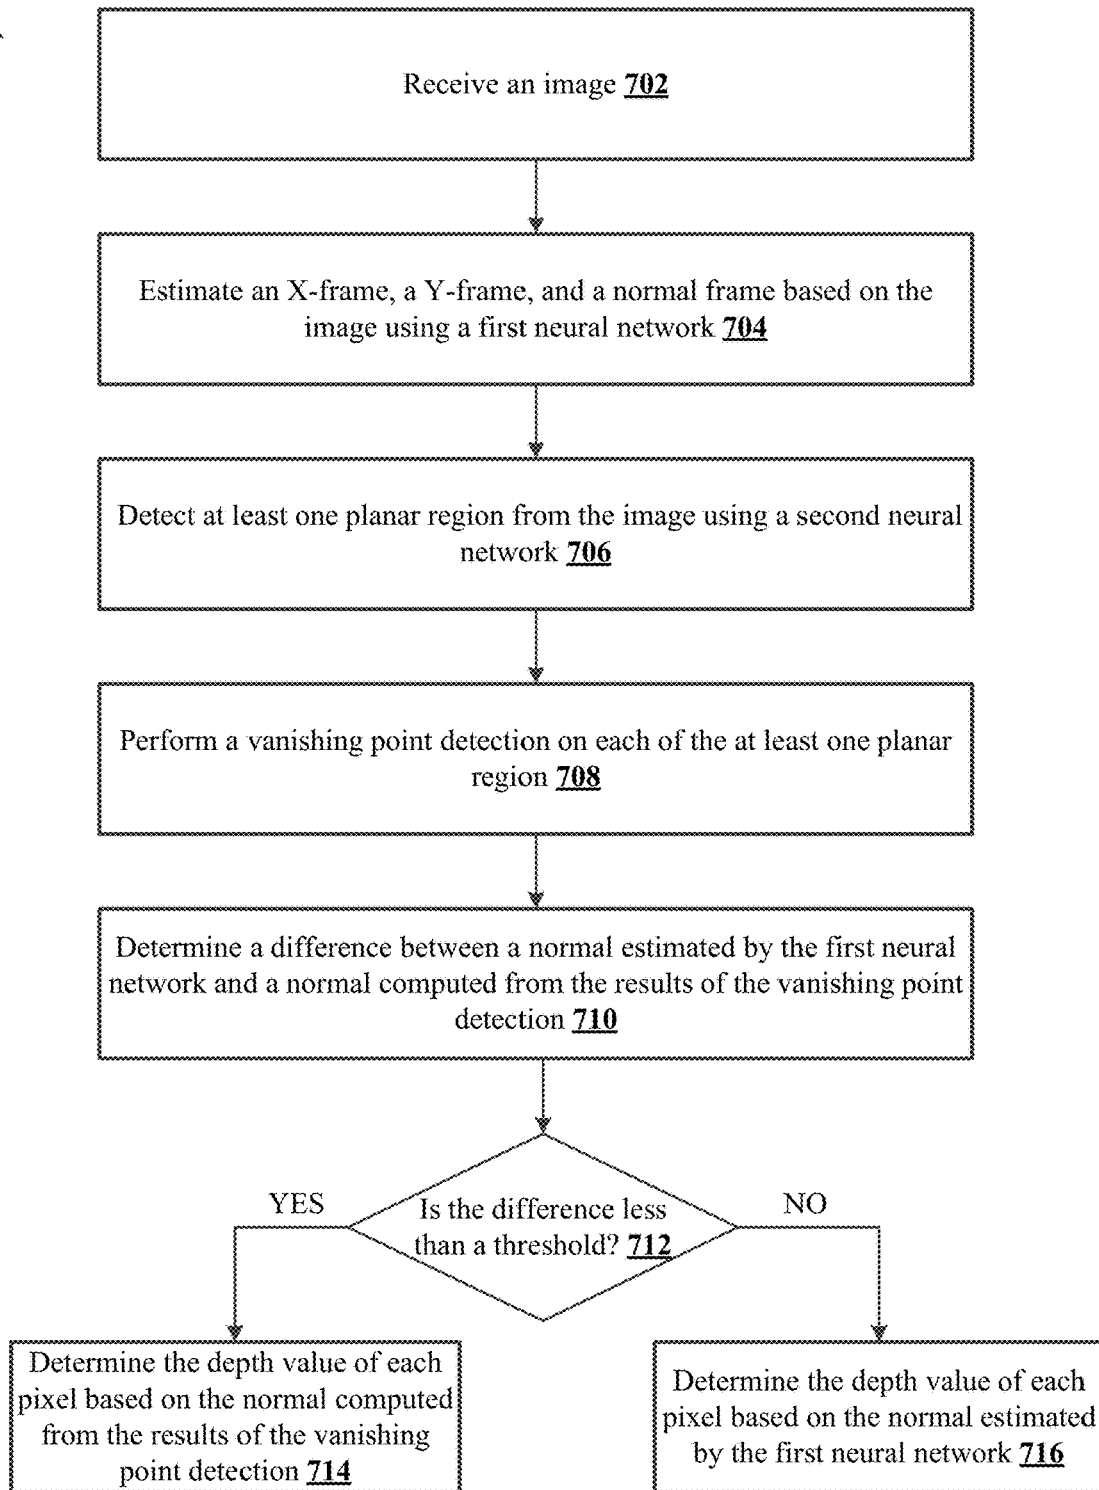 Receive an image 702
Estimate an X-frame, a Y-frame, and a normal frame based on the
image using a first neural network 704
Detect at least one planar region from the image using a second neural
network 706
Perform a vanishing point detection on each of the at least one planar
region 708
Determine a difference between a normal estimated by the first neural
network and a normal computed from the results of the vanishing point
detection 710
YES
Is the difference less
than a threshold? 712
NO
Determine the depth value of each
pixel based on the normal computed
from the results of the vanishing
point detection 714
Determine the depth value of each
pixel based on the normal estimated
by the first neural network 716